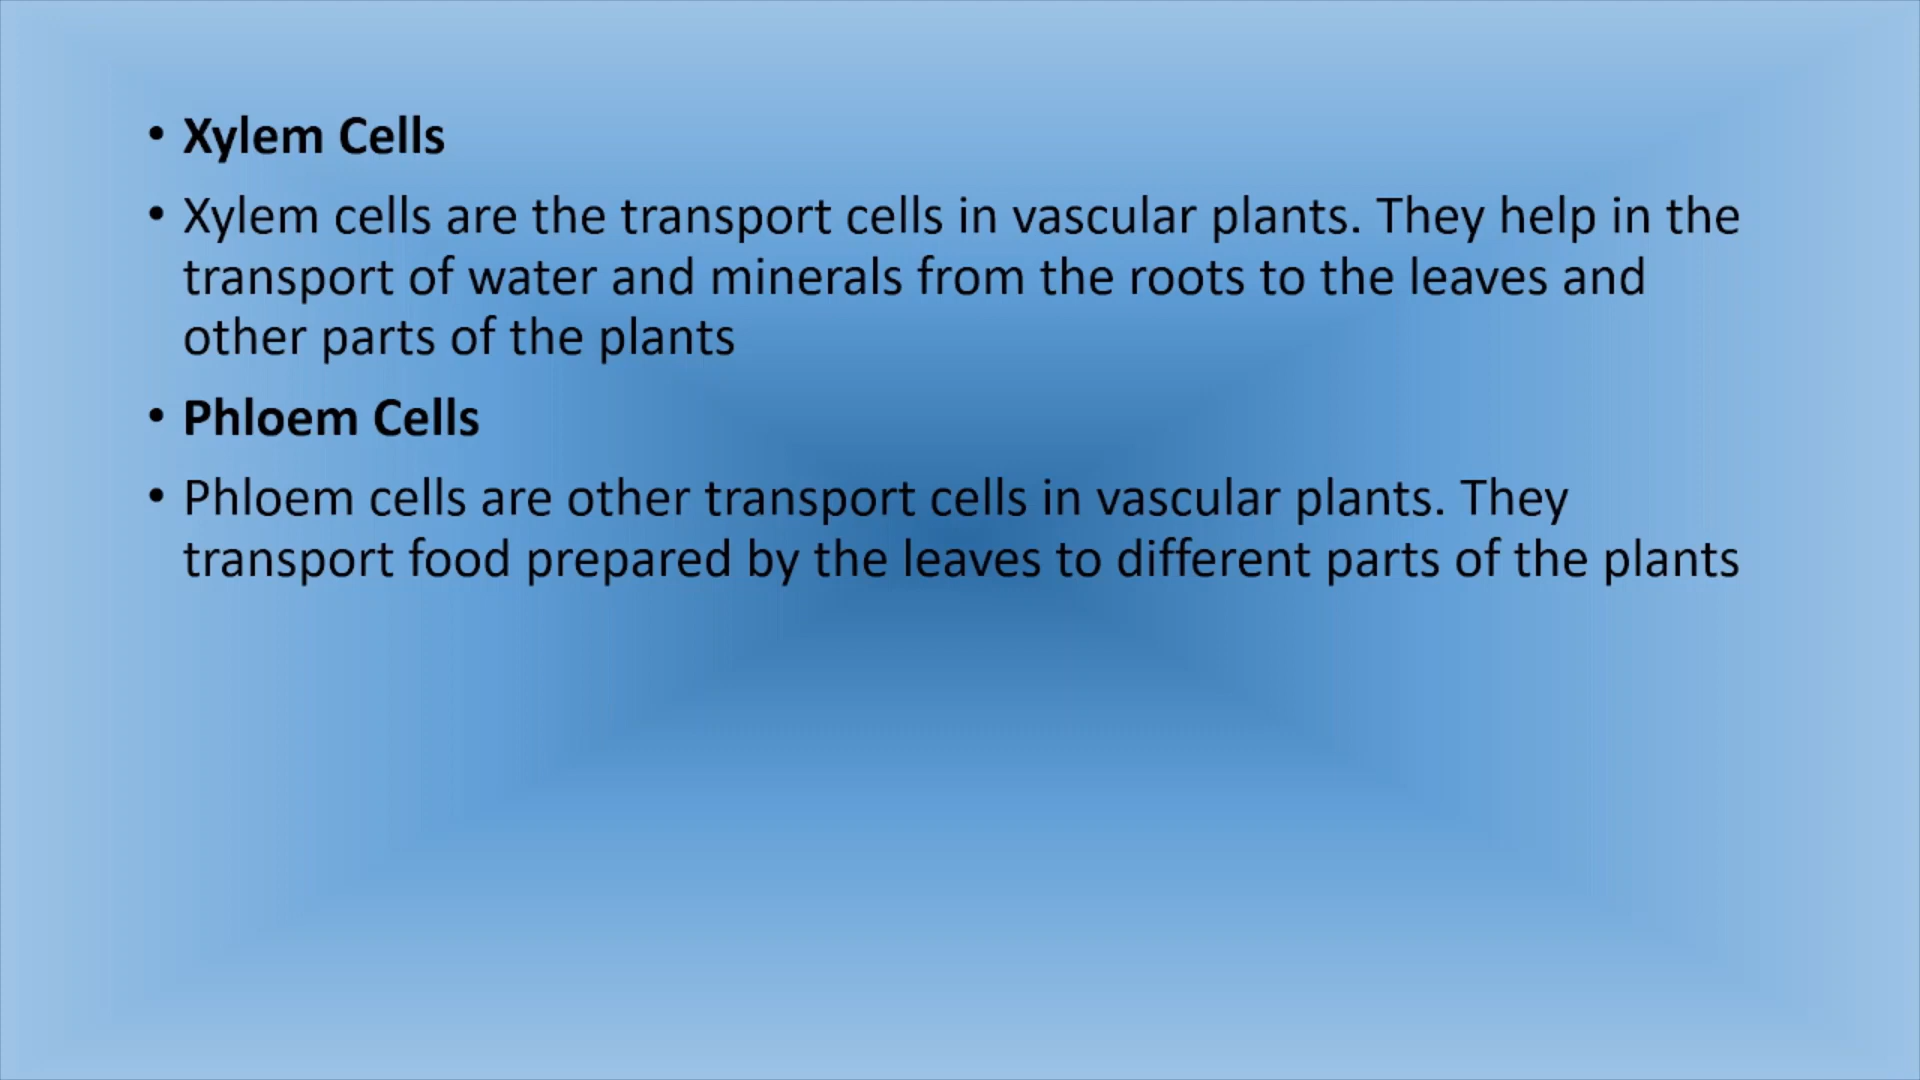 • Xylem Cells
• Xylem cells are the transport cells in vascular plants. They help in the
transport of water and minerals from the roots to the leaves and
other parts of the plants
• Phloem Cells
• Phloem cells are other transport cells in vascular plants. They
transport food prepared by the leaves to different parts of the plants